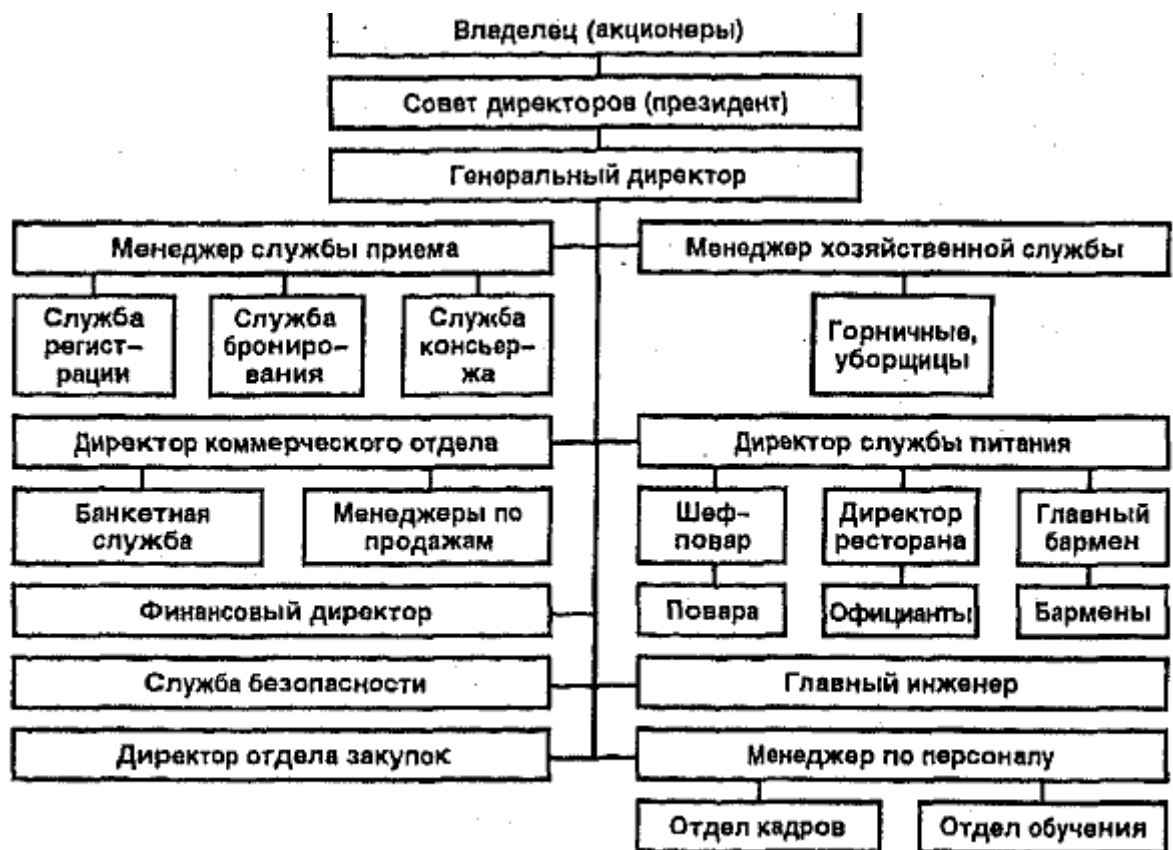 Владелец (акционеры)
Совет директоров (президент)
Генеральный директор
Менеджер службы приема
Менеджер хозяйственной службы
Служба
регист-
рации
Служба
брониро-
вания
Служба
консьер-
жа
Горничные,
уборщицы
Директор коммерческого отдела
Директор службы питания
Банкетная
служба
Менеджеры по
продажам
Шеф-
повар
Директор
ресторана
Главный
бармен
Финансовый директор
Повара
Официанты
Бармены
Служба безопасности
Главный инженер
Директор отдела закупок
Менеджер по персоналу
Отдел кадров
Отдел обучения